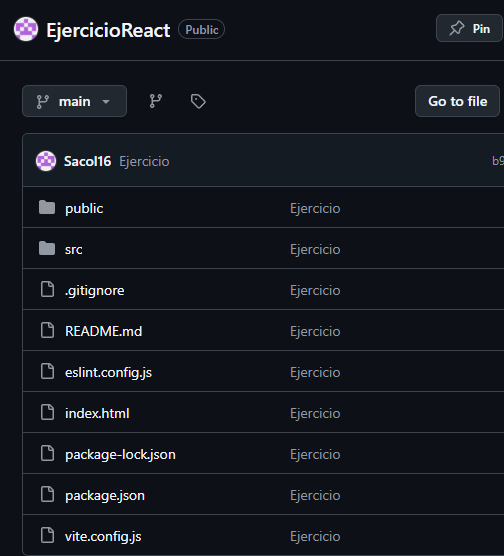 EjercicioReact Public Pin
main Go to file
Sacol16 Ejercicio b9
public Ejercicio
src Ejercicio
.gitignore Ejercicio
README.md Ejercicio
eslint.config.js Ejercicio
index.html Ejercicio
package-lock.json Ejercicio
package.json Ejercicio
vite.config.js Ejercicio